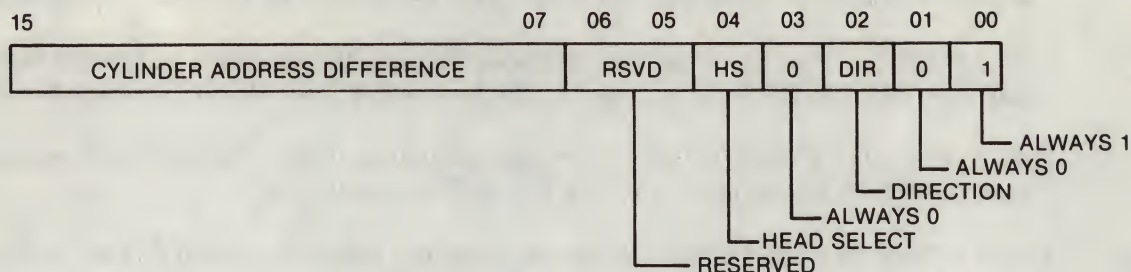 15 07 06 05 04 03 02 01 00
CYLINDER ADDRESS DIFFERENCE RSVD HS 0 DIR 0 1
ALWAYS 1
ALWAYS 0
DIRECTION
ALWAYS 0
HEAD SELECT
RESERVED